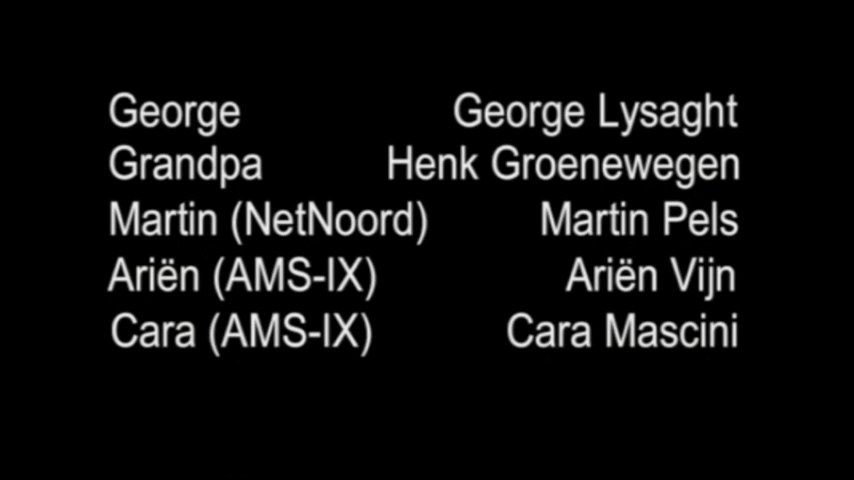 George George Lysaght
Grandpa Henk Groenewegen
Martin (NetNoord) Martin Pels
Ariën (AMS-IX) Ariën Vijn
Cara (AMS-IX) Cara Mascini